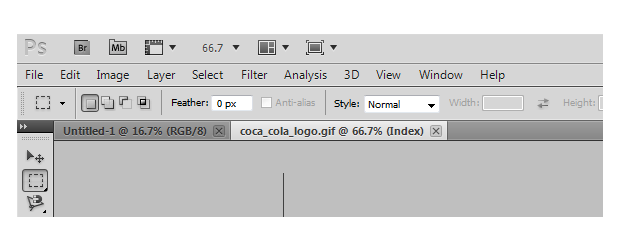 Ps Br Mb 66.7
File Edit Image Layer Select Filter Analysis 3D View Window Help
Feather: 0 px Anti-alias Style: Normal Width: Height:
Untitled-1 @ 16.7% (RGB/8) coca_cola_logo.gif @ 66.7% (Index)